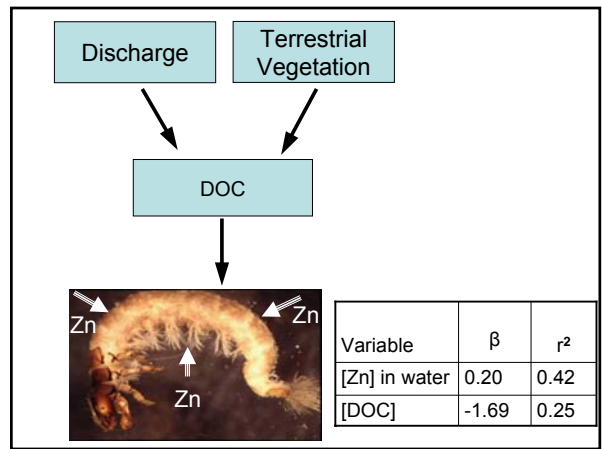 Discharge
Terrestrial
Vegetation
DOC
Zn
Zn
Zn
Variable β r²
[Zn] in water 0.20 0.42
[DOC] -1.69 0.25